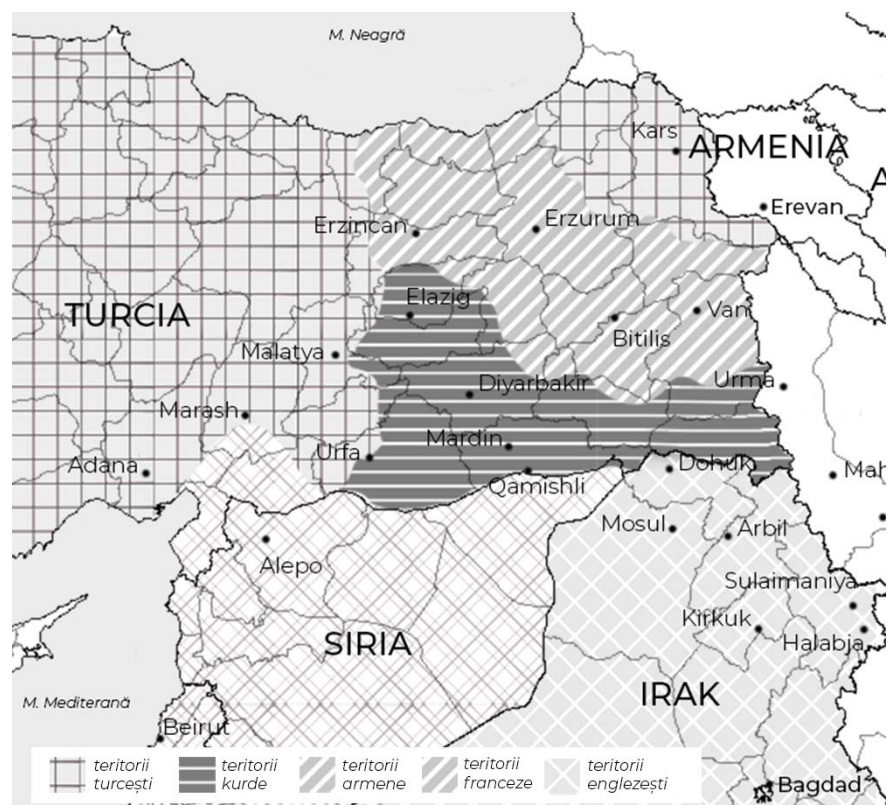 M. Neagră
Kars
ARMENIA
A
Erevan
Erzincan
Erzurum
Elazig
TURCIA
Van
Bitilis
Malatya
Urma
Diyarbakir
Marash
Mardin
Urfa
Adana
Dohuk
Mah
Qamishli
Mosul
Arbil
Alepo
Sulaimaniya
Kirkuk
SIRIA
Halabja
IRAK
M. Mediterană
Beirut
teritorii
turcești
teritorii
kurde
teritorii
armene
teritorii
franceze
teritorii
englezești
Bagdad